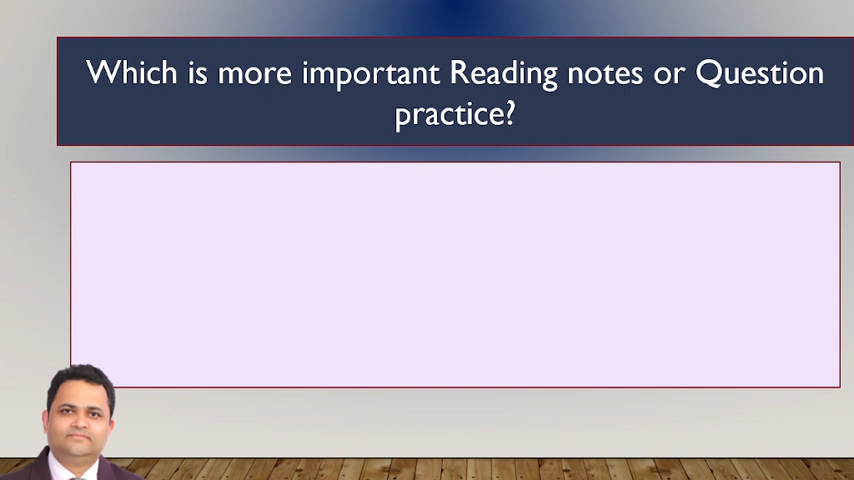 Which is more important Reading notes or Question
practice?